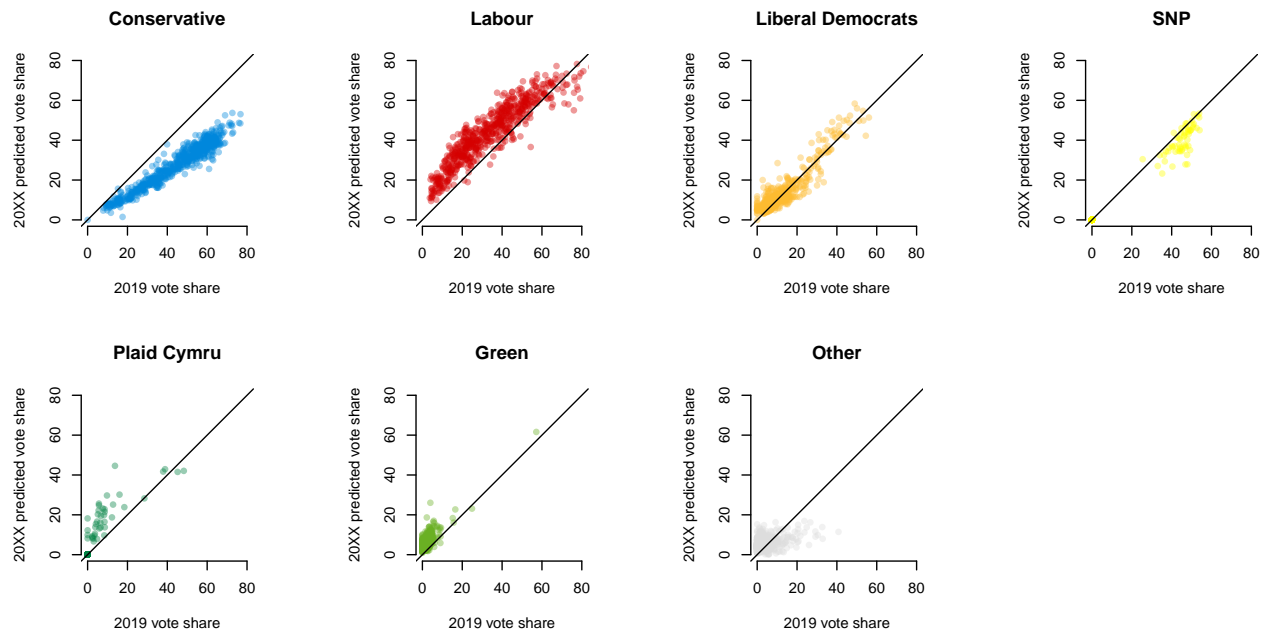 Conservative
20XX predicted vote share
0 20 40 60 80
0 20 40 60 80
2019 vote share
Labour
20XX predicted vote share
0 20 40 60 80
0 20 40 60 80
2019 vote share
Liberal Democrats
20XX predicted vote share
0 20 40 60 80
0 20 40 60 80
2019 vote share
SNP
20XX predicted vote share
0 20 40 60 80
0 20 40 60 80
2019 vote share
Plaid Cymru
20XX predicted vote share
0 20 40 60 80
0 20 40 60 80
2019 vote share
Green
20XX predicted vote share
0 20 40 60 80
0 20 40 60 80
2019 vote share
Other
20XX predicted vote share
0 20 40 60 80
0 20 40 60 80
2019 vote share